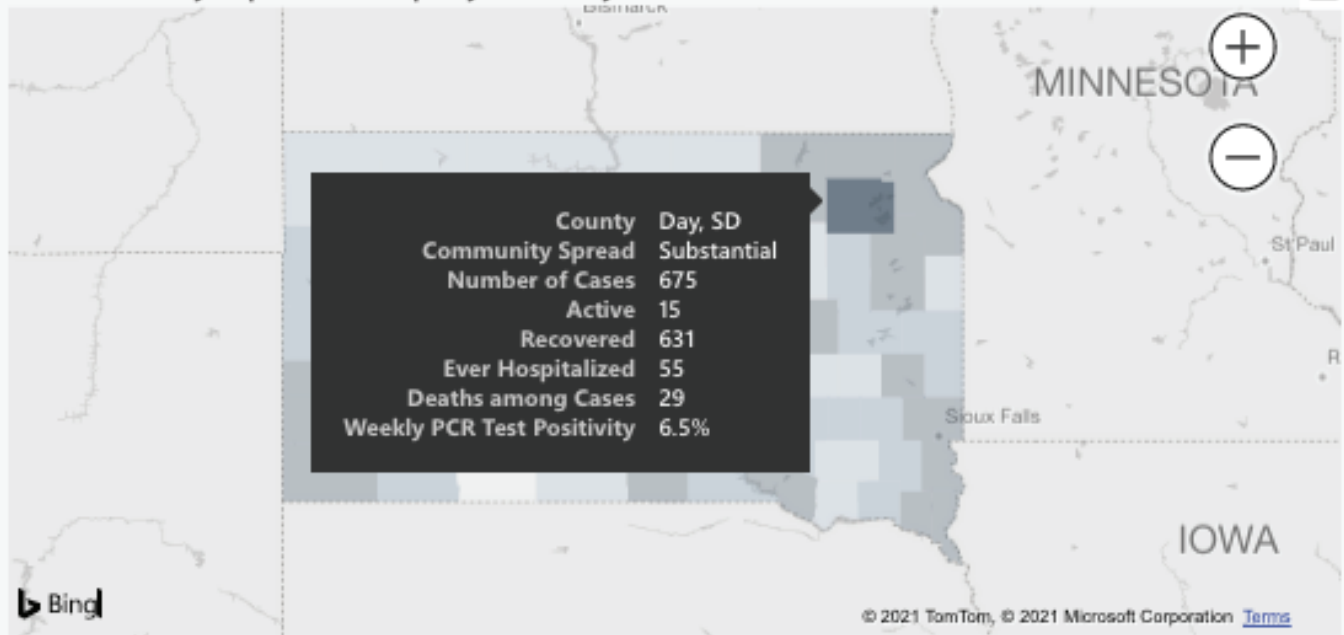 Bismarck
MINNESOTA
County Day, SD
Community Spread Substantial
Number of Cases 675
Active 15
Recovered 631
Ever Hospitalized 55
Deaths among Cases 29
Weekly PCR Test Positivity 6.5%
St Paul
R
Sioux Falls
IOWA
Bing
© 2021 TomTom, © 2021 Microsoft Corporation Terms